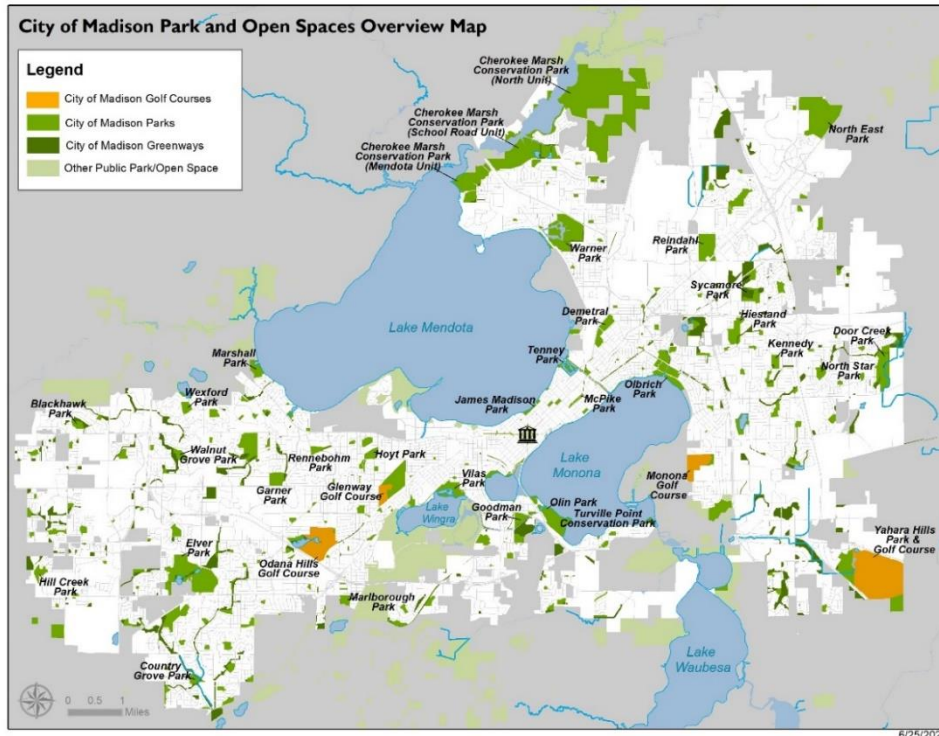 City of Madison Park and Open Spaces Overview Map
Legend
City of Madison Golf Courses
City of Madison Parks
City of Madison Greenways
Other Public Park/Open Space
Cherokee Marsh
Conservation Park
(North Unit)
Cherokee Marsh
Conservation Park
(School Road Unit)
Cherokee Marsh
Conservation Park
(Mendota Unit)
North East
Park
Warner
Park
Reindahl
Park
Sycamore
Park
Lake Mendota
Demetral
Park
Hiestand
Park
Door Creek
Park
Kennedy
Park
Tenney
Park
North Star
Park
Marshall
Park
Olbrich
Park
Wexford
Park
McPike
Park
James Madison
Park
Blackhawk
Park
Walnut
Grove Park
Rennebohm
Park
Hoyt Park
Lake
Monona
Garner
Park
Glenway
Golf Course
Vilas
Park
Monona
Golf
Course
Lake
Wingra
Goodman
Park
Olin Park
Turville Point
Conservation Park
Yahara Hills
Park &
Golf Course
Elver
Park
Odana Hills
Golf Course
Hill Creek
Park
Marlborough
Park
Country
Grove Park
Lake
Waubesa
0 0.5 1
Miles